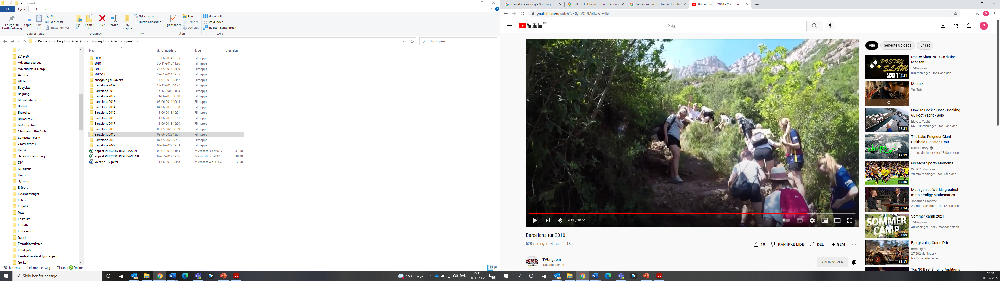 spansk
Fil Hjem Del Vis
Fastgør til Hurtig adgang
Kopiér
Sæt ind
Klip
Kopiér sti
Indsæt genvej
Udklipsholder
Flyt til
Kopiér til
Slet
Omdøb
Organiser
Ny mappe
Nyt element
Hurtig adgang
Ny
Egenskaber
Åbn
Rediger
Oversigt
Åbn
Markér alt
Vælg ingen
Inverter markeringen
Vælg
Denne pc > Ungdomsskolen (F:) > Fag ungdomsskolen > spansk >
Søg i spansk
2013
2019-20
Adventurekursus
Adventuretur Norge
Aerobic
Allstar
Babysitter
Bagning
blå mandags fest
Bocart
Bruxelles
Bruxelles 2018
brøndby-turen
Children of the Arctic
computer-party
Cross-fitness
Dansk
dansk undervisning
DIY
DJ-kursus
Drama
dykning
E Sport
Eksamensangst
Eliten
Engelsk
fester
Folkeræs
Forfatter
Fotosession
fransk
Fremtidsværksted
Fritidsjob
Færdselsrelateret Førstehjælp
Go-kart
Navn Ændringsdato Type Størrelse
2008 13-06-2014 15:15 Filmappe
2010 30-11-2010 11:26 Filmappe
2011-12 23-05-2013 13:30 Filmappe
2012-13 29-01-2014 09:35 Filmappe
ansøgning til udveks 17-04-2012 12:47 Filmappe
Barcelona 2009 13-12-2016 14:27 Filmappe
Barcelona 2010 15-12-2009 11:13 Filmappe
Barcelona 2012 21-06-2018 10:50 Filmappe
barcelona 2013 02-06-2014 10:14 Filmappe
Barcelona 2014 04-06-2018 15:08 Filmappe
Barcelona 2015 11-06-2018 15:51 Filmappe
Barcelona 2016 11-06-2018 15:51 Filmappe
Barcelona 2017 11-06-2018 15:50 Filmappe
Barcelona 2018 09-05-2022 16:19 Filmappe
Barcelona 2019 08-06-2022 13:01 Filmappe
Barcelona 2020 04-05-2022 18:01 Filmappe
Barcelona 2022 03-06-2022 09:43 Filmappe
Kopi af PETICION RESERVAS (2) 02-07-2012 11:45 Microsoft Excel 97... 31 KB
Kopi af PETICION RESERVAS FCB 02-07-2012 09:56 Microsoft Excel 97... 30 KB
Værelse 217 peter 11-06-2018 18:48 Microsoft Word-d... 12 KB
20 elementer 1 element er valgt Tilstand: Online
Skriv her for at søge
15°C Skyet
DAN
15:34
08-06-2022
16
barcelona – Google Søgning
Billund Lufthavn til Din lokation
barcelona bnc kitchen – Google
Barcelona tur 2018 - YouTube
youtube.com/watch?v=0y9VOUMxlIw&t=45s
P
YouTube DK
Søg
P
9:12 / 10:51
Barcelona tur 2018
528 visninger • 4. sep. 2018
10 KAN IKKE LIDE DEL GEM
TVUngdom
436 abonnenter
ABONNERER
Alle Seneste uploads Er set
POETRY SLAM 201
4.21
Poetry Slam 2017 - Kristine
Madsen
TVUngdom
834 visninger • for 4 år siden
Mit mix
YouTube
DOCKING 60' YACHT
25.31
How To Dock a Boat - Docking
60 Foot Yacht - Solo
Elevate Yacht
668.135 visninger • for 1 år siden
ships
12.12
The Lake Peigneur Giant
Sinkhole Disaster 1980
Dark History
1 mio. visninger • for 13 dage siden
28.50
Greatest Sports Moments
WTD Productions
28 mio. visninger • for 3 år siden
8.14
Math genius Worlds greatest
math prodigy Mathematics...
Jonathan Crabtree
2,9 mio. visninger • for 12 år siden
SOMMER CAMP
4.09
Sommer camp 2021
TVUngdom
40 visninger • for 7 måneder siden
21.51
Bjergkøbing Grand Prix
mrmaxgas
27.202 visninger •
for 2 måneder siden
Top 10 Best Singing Auditions
15:34
08-06-2022